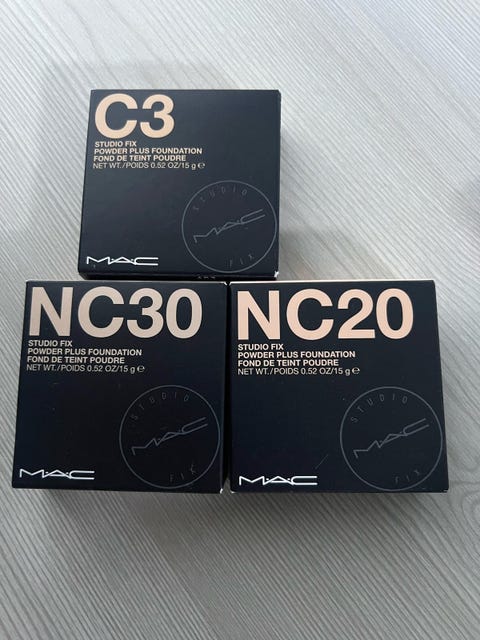 C3
STUDIO FIX
POWDER PLUS FOUNDATION
FOND DE TEINT POUDRE
NET WT./POIDS 0.52 OZ/15 g ℮
STUDIO
MAC
FIX
M·A·C
NC30
STUDIO FIX
POWDER PLUS FOUNDATION
FOND DE TEINT POUDRE
NET WT./POIDS 0.52 OZ/15 g ℮
STUDIO
MAC
FIX
M·A·C
NC20
STUDIO FIX
POWDER PLUS FOUNDATION
FOND DE TEINT POUDRE
NET WT./POIDS 0.52 OZ/15 g ℮
STUDIO
MAC
FIX
M·A·C